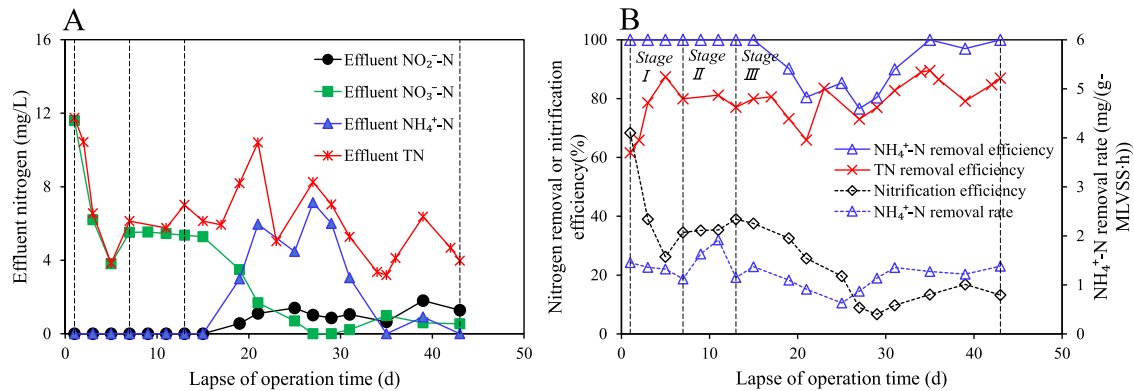 A
Effluent nitrogen (mg/L)
16
12
8
4
0
0
10
20
30
40
50
Lapse of operation time (d)
Effluent NO₂⁻-N
Effluent NO₃⁻-N
Effluent NH₄⁺-N
Effluent TN
B
Nitrogen removal or nitrification
efficiency(%)
100
80
60
40
20
0
0
10
20
30
40
50
Lapse of operation time (d)
Stage
I
Stage
II
Stage
III
NH₄⁺-N removal efficiency
TN removal efficiency
Nitrification efficiency
NH₄⁺-N removal rate
6
5
4
3
2
1
0
NH₄⁺-N removal rate (mg/(g-
MLVSS·h))